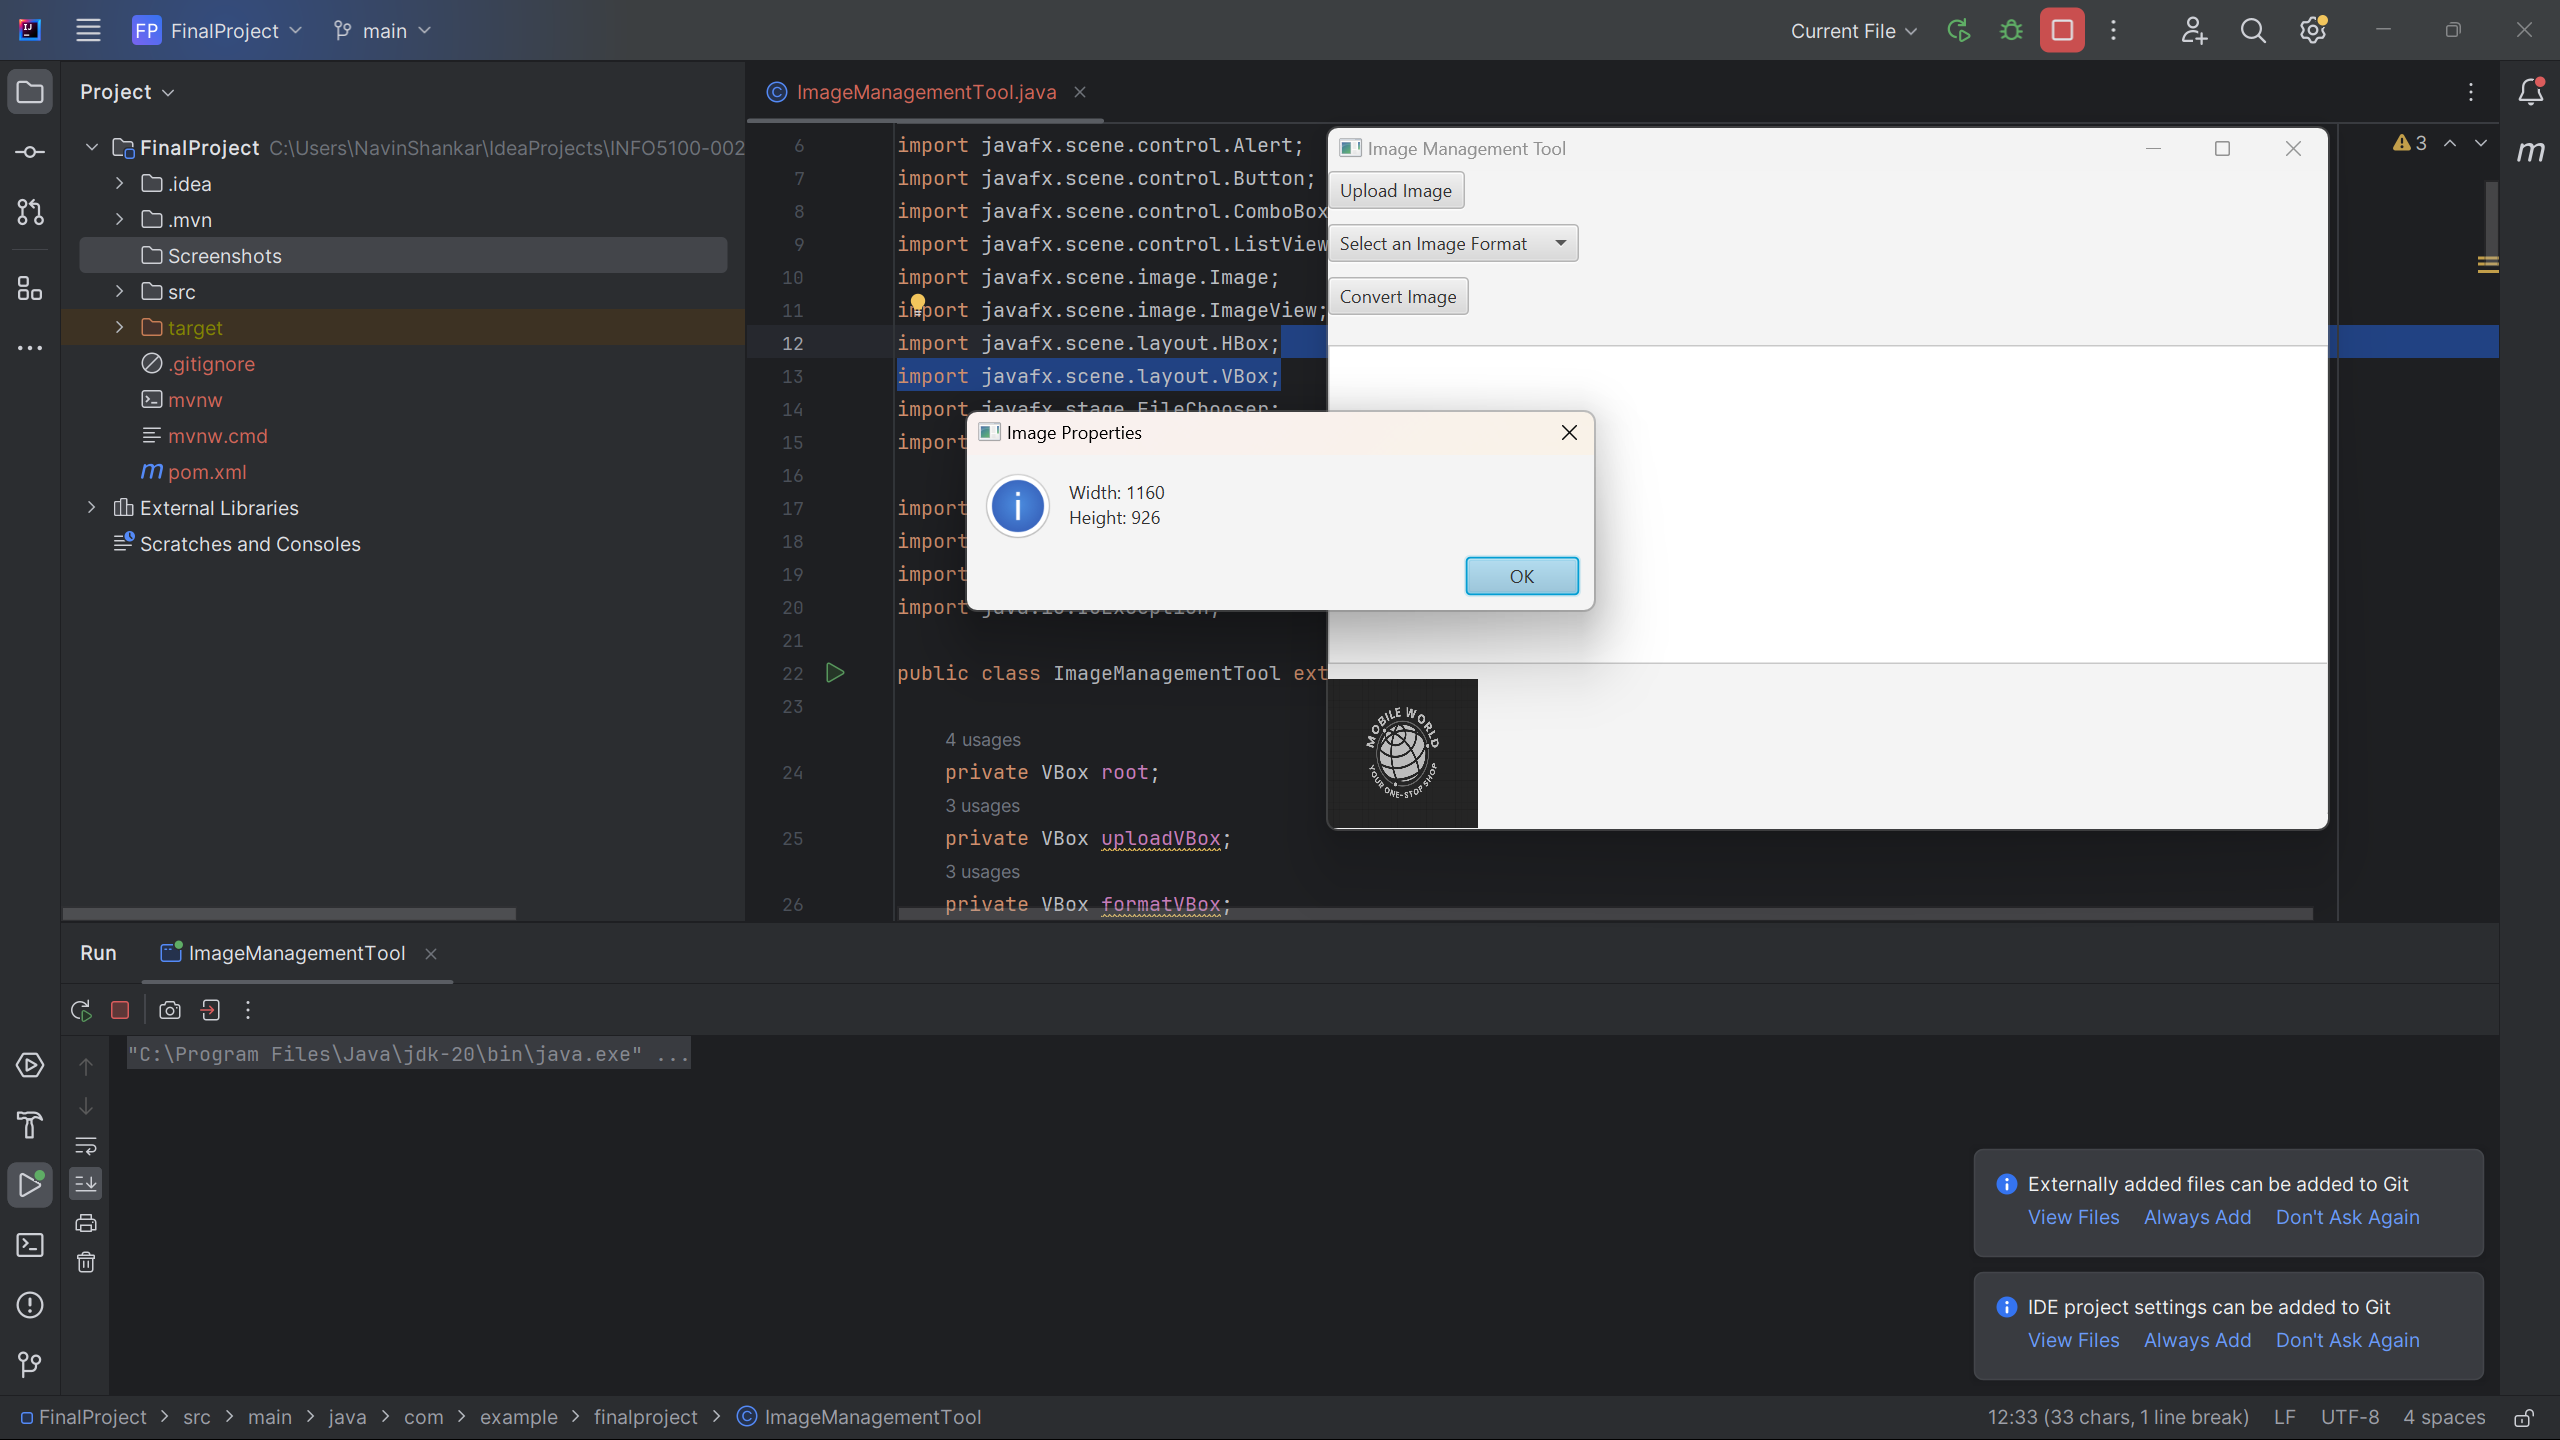 FP FinalProject
main
Current File
Project
FinalProject C:\Users\NavinShankar\IdeaProjects\INFO5100-002
.idea
.mvn
Screenshots
src
target
.gitignore
mvnw
mvnw.cmd
m pom.xml
External Libraries
Scratches and Consoles
ImageManagementTool.java
3
m
6 import javafx.scene.control.Alert;
7 import javafx.scene.control.Button;
8 import javafx.scene.control.ComboBox
9 import javafx.scene.control.ListView
10 import javafx.scene.image.Image;
11 import javafx.scene.image.ImageView;
12 import javafx.scene.layout.HBox;
13 import javafx.scene.layout.VBox;
14 import javafx.stage.FileChooser;
15 import
16
17 import
18 import
19 import
20 import java.io.IOException;
21
22 public class ImageManagementTool ext
23
4 usages
24 private VBox root;
3 usages
25 private VBox uploadVBox;
3 usages
26 private VBox formatVBox;
Image Management Tool
Upload Image
Select an Image Format
Convert Image
MOBILE WORLD
YOUR ONE-STOP SHOP
Image Properties
Width: 1160
Height: 926
OK
Run
ImageManagementTool
"C:\Program Files\Java\jdk-20\bin\java.exe" ...
Externally added files can be added to Git
View Files Always Add Don't Ask Again
IDE project settings can be added to Git
View Files Always Add Don't Ask Again
FinalProject > src > main > java > com > example > finalproject > ImageManagementTool
12:33 (33 chars, 1 line break) LF UTF-8 4 spaces